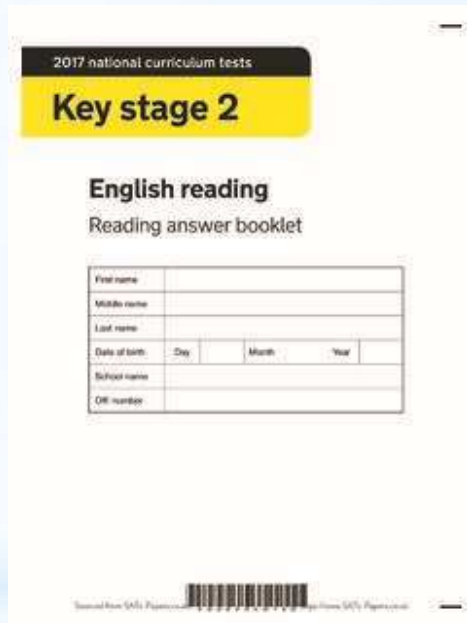 2017 national curriculum tests
Key stage 2
English reading
Reading answer booklet
First name
Middle name
Last name
Date of birth Day Month Year
School name
DfE number